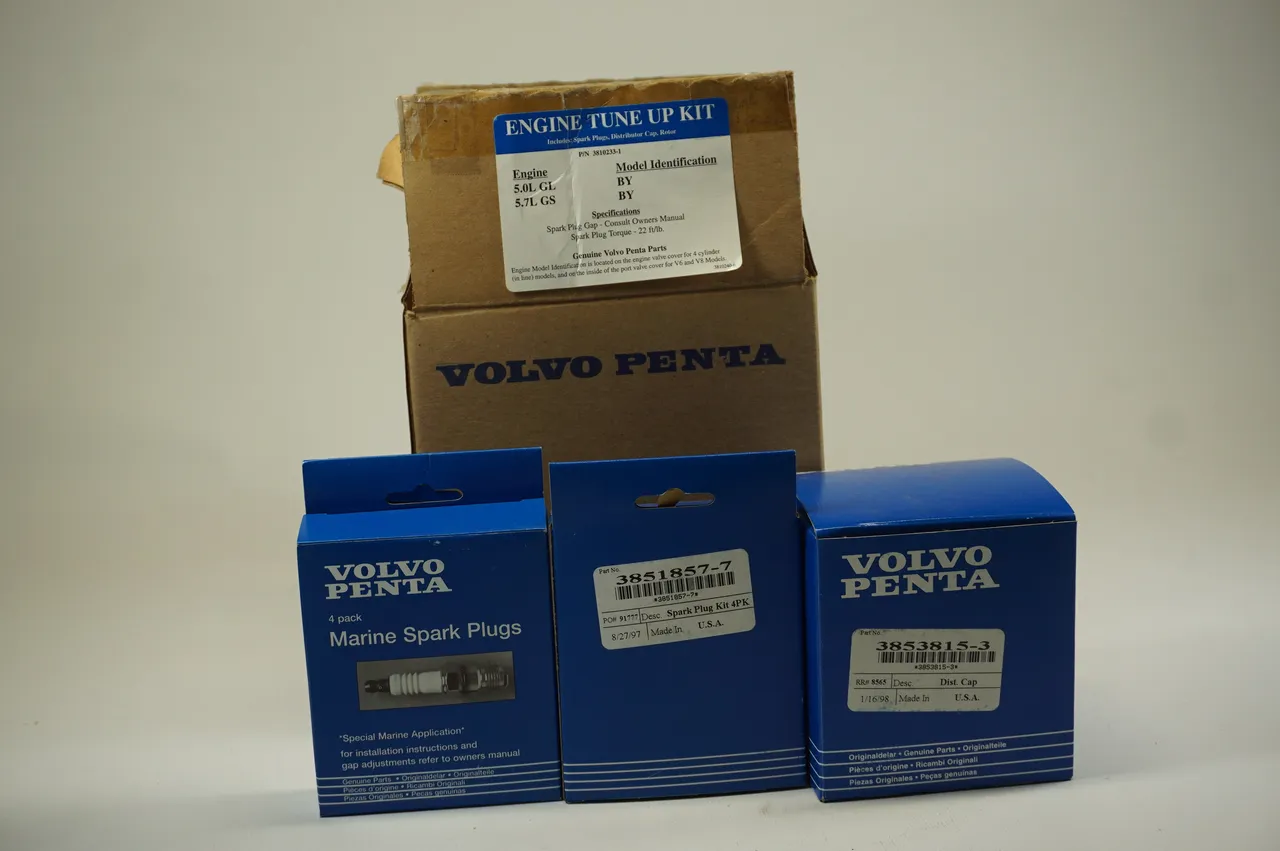 ENGINE TUNE UP KIT
Includes: Spark Plugs, Distributor Cap, Rotor
P/N 3810233-1
Engine Model Identification
5.0L GL BY
5.7L GS BY
Specifications
Spark Plug Gap - Consult Owners Manual
Spark Plug Torque - 22 ft/lb.
Genuine Volvo Penta Parts
Engine Model Identification is located on the engine valve cover for 4 cylinder
(in line) models, and on the inside of the port valve cover for V6 and V8 Models.
VOLVO PENTA
VOLVO
PENTA
4 pack
Marine Spark Plugs
"Special Marine Application"
for installation instructions and
gap adjustments refer to owners manual
Genuine Parts • Originaldelar • Originalteile
Pièces d'origine • Ricambi Originali
Piezas Originales • Peças genuinas
Part No.
3851857-7
*3851857-7*
PO# 91777 Desc. Spark Plug Kit 4PK
8/27/97 Made In U.S.A.
VOLVO
PENTA
Part No.
3853815-3
*3853815-3*
RR# 8565 Desc. Dist. Cap
1/16/98 Made In U.S.A.
Originaldelar • Genuine Parts • Originalteile
Pièces d'origine • Ricambi Originali
Piezas Originales • Peças genuinas